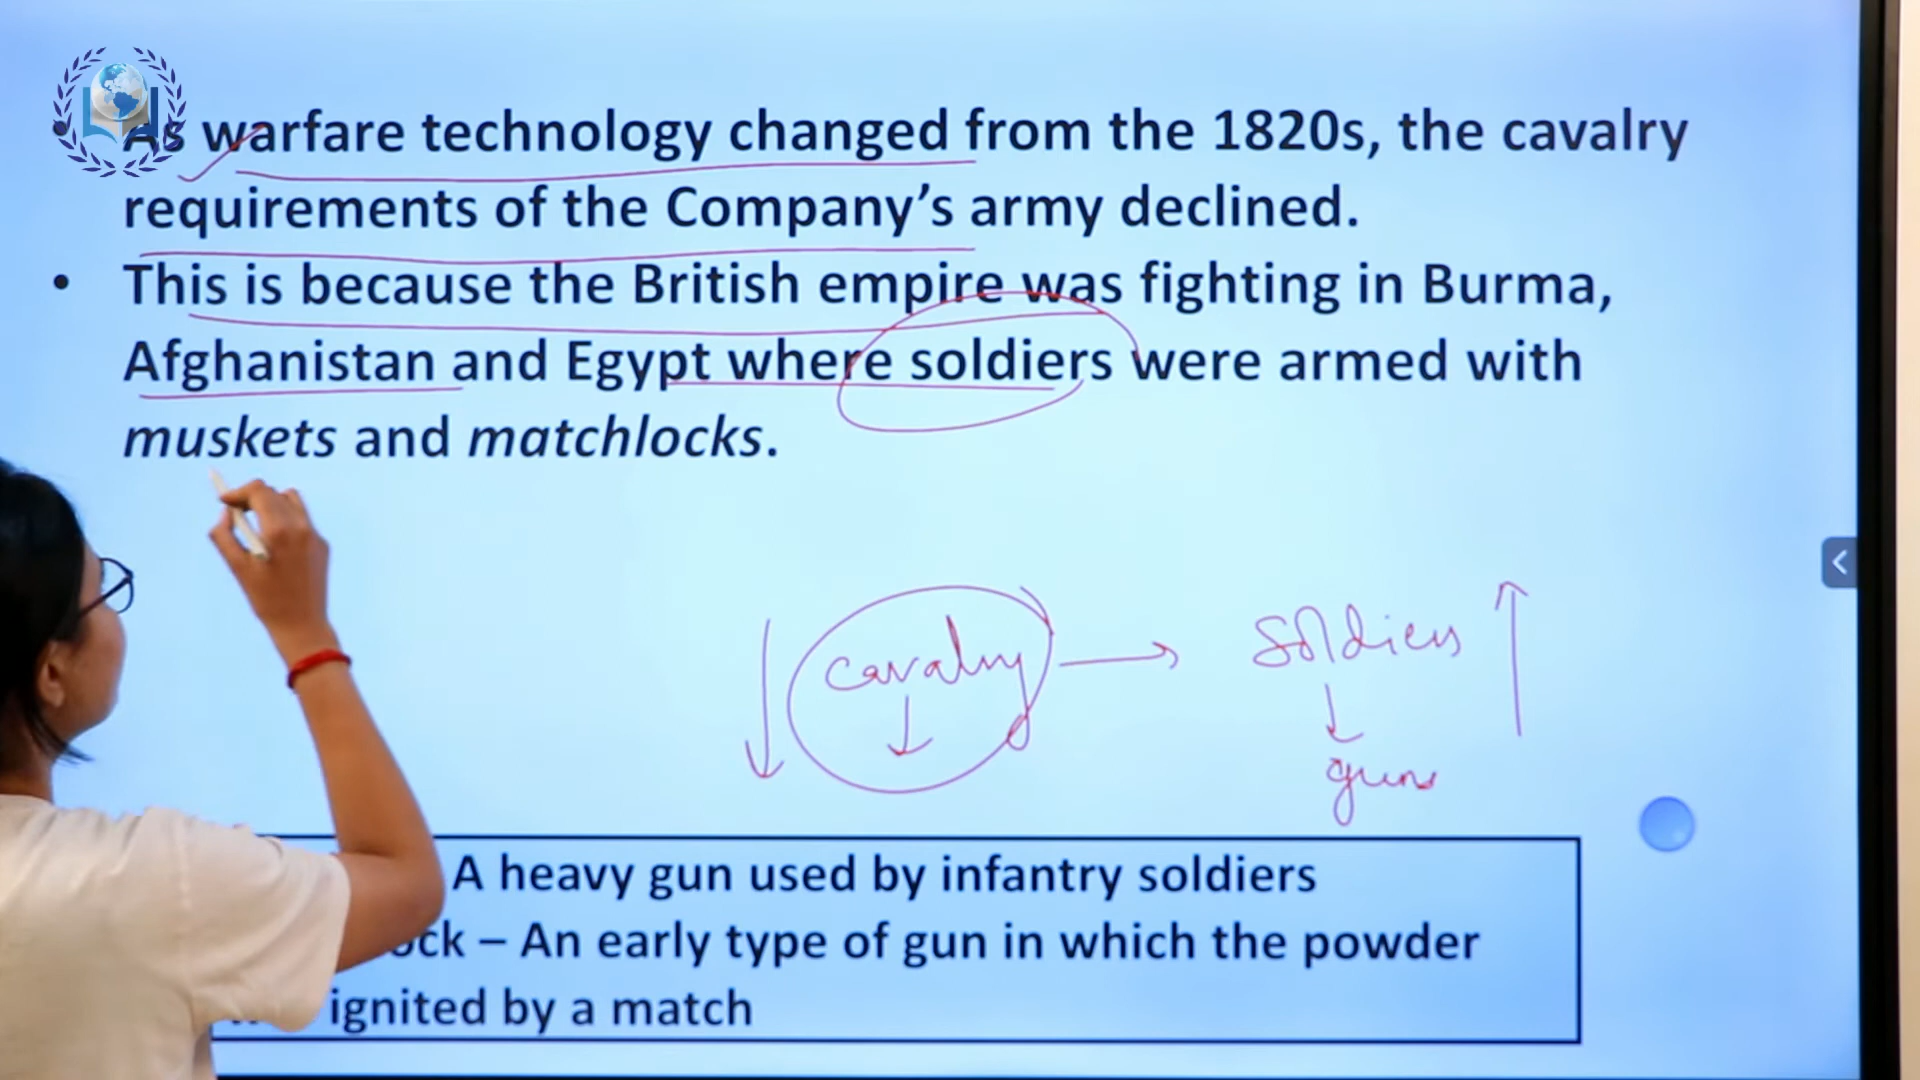 • As warfare technology changed from the 1820s, the cavalry
requirements of the Company's army declined.
• This is because the British empire was fighting in Burma,
Afghanistan and Egypt where soldiers were armed with
muskets and matchlocks.
cavalry → soldiers
guns
A heavy gun used by infantry soldiers
ock – An early type of gun in which the powder
ignited by a match